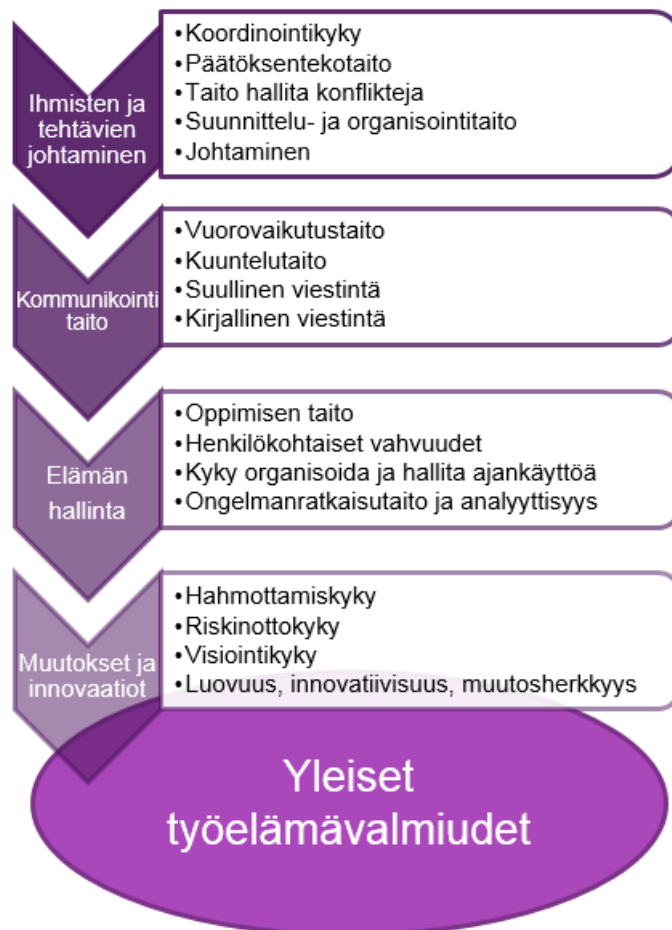 Ihmisten ja
tehtävien
johtaminen
•Koordinointikyky
•Päätöksentekotaito
•Taito hallita konflikteja
•Suunnittelu- ja organisointitaito
•Johtaminen
Kommunikointi
taito
•Vuorovaikutustaito
•Kuuntelutaito
•Suullinen viestintä
•Kirjallinen viestintä
Elämän
hallinta
•Oppimisen taito
•Henkilökohtaiset vahvuudet
•Kyky organisoida ja hallita ajankäyttöä
•Ongelmanratkaisutaito ja analyyttisyys
Muutokset ja
innovaatiot
•Hahmottamiskyky
•Riskinottokyky
•Visiointikyky
•Luovuus, innovatiivisuus, muutosherkkyys
Yleiset
työelämävalmiudet